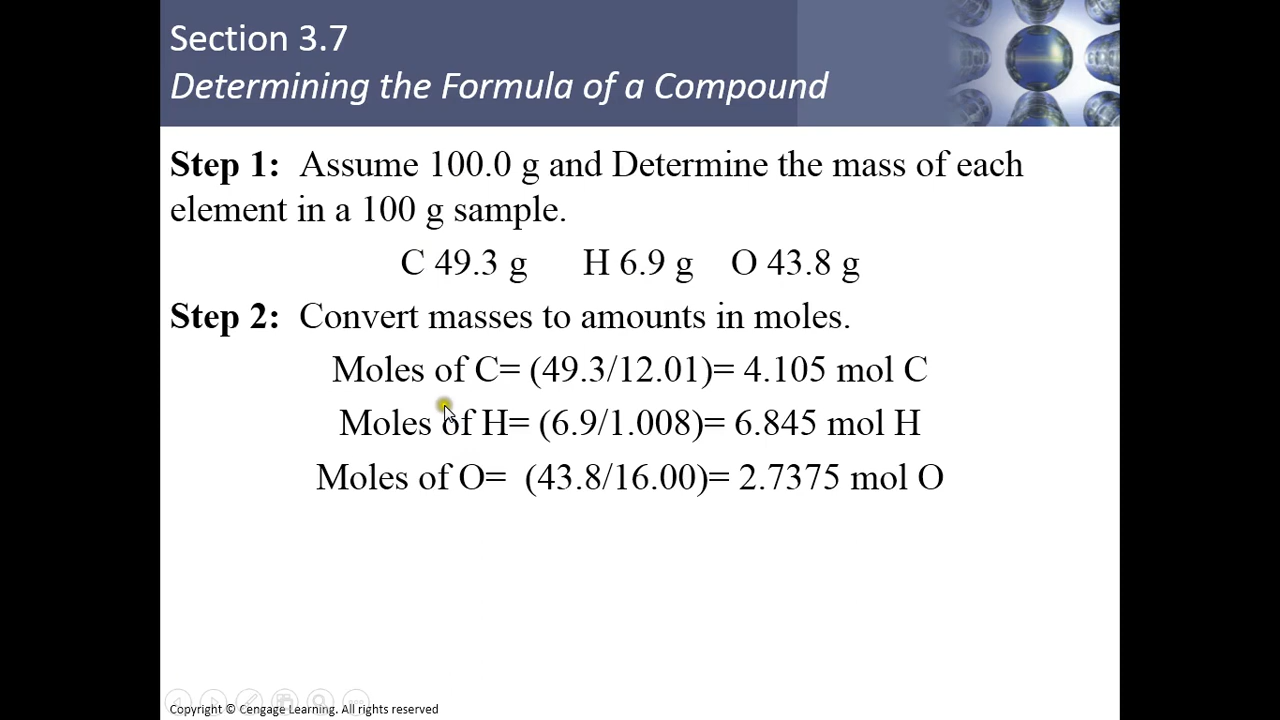 Section 3.7
Determining the Formula of a Compound
Step 1:  Assume 100.0 g and Determine the mass of each
element in a 100 g sample.
C 49.3 g      H 6.9 g    O 43.8 g
Step 2:  Convert masses to amounts in moles.
Moles of C= (49.3/12.01)= 4.105 mol C
Moles of H= (6.9/1.008)= 6.845 mol H
Moles of O=  (43.8/16.00)= 2.7375 mol O
Copyright © Cengage Learning. All rights reserved